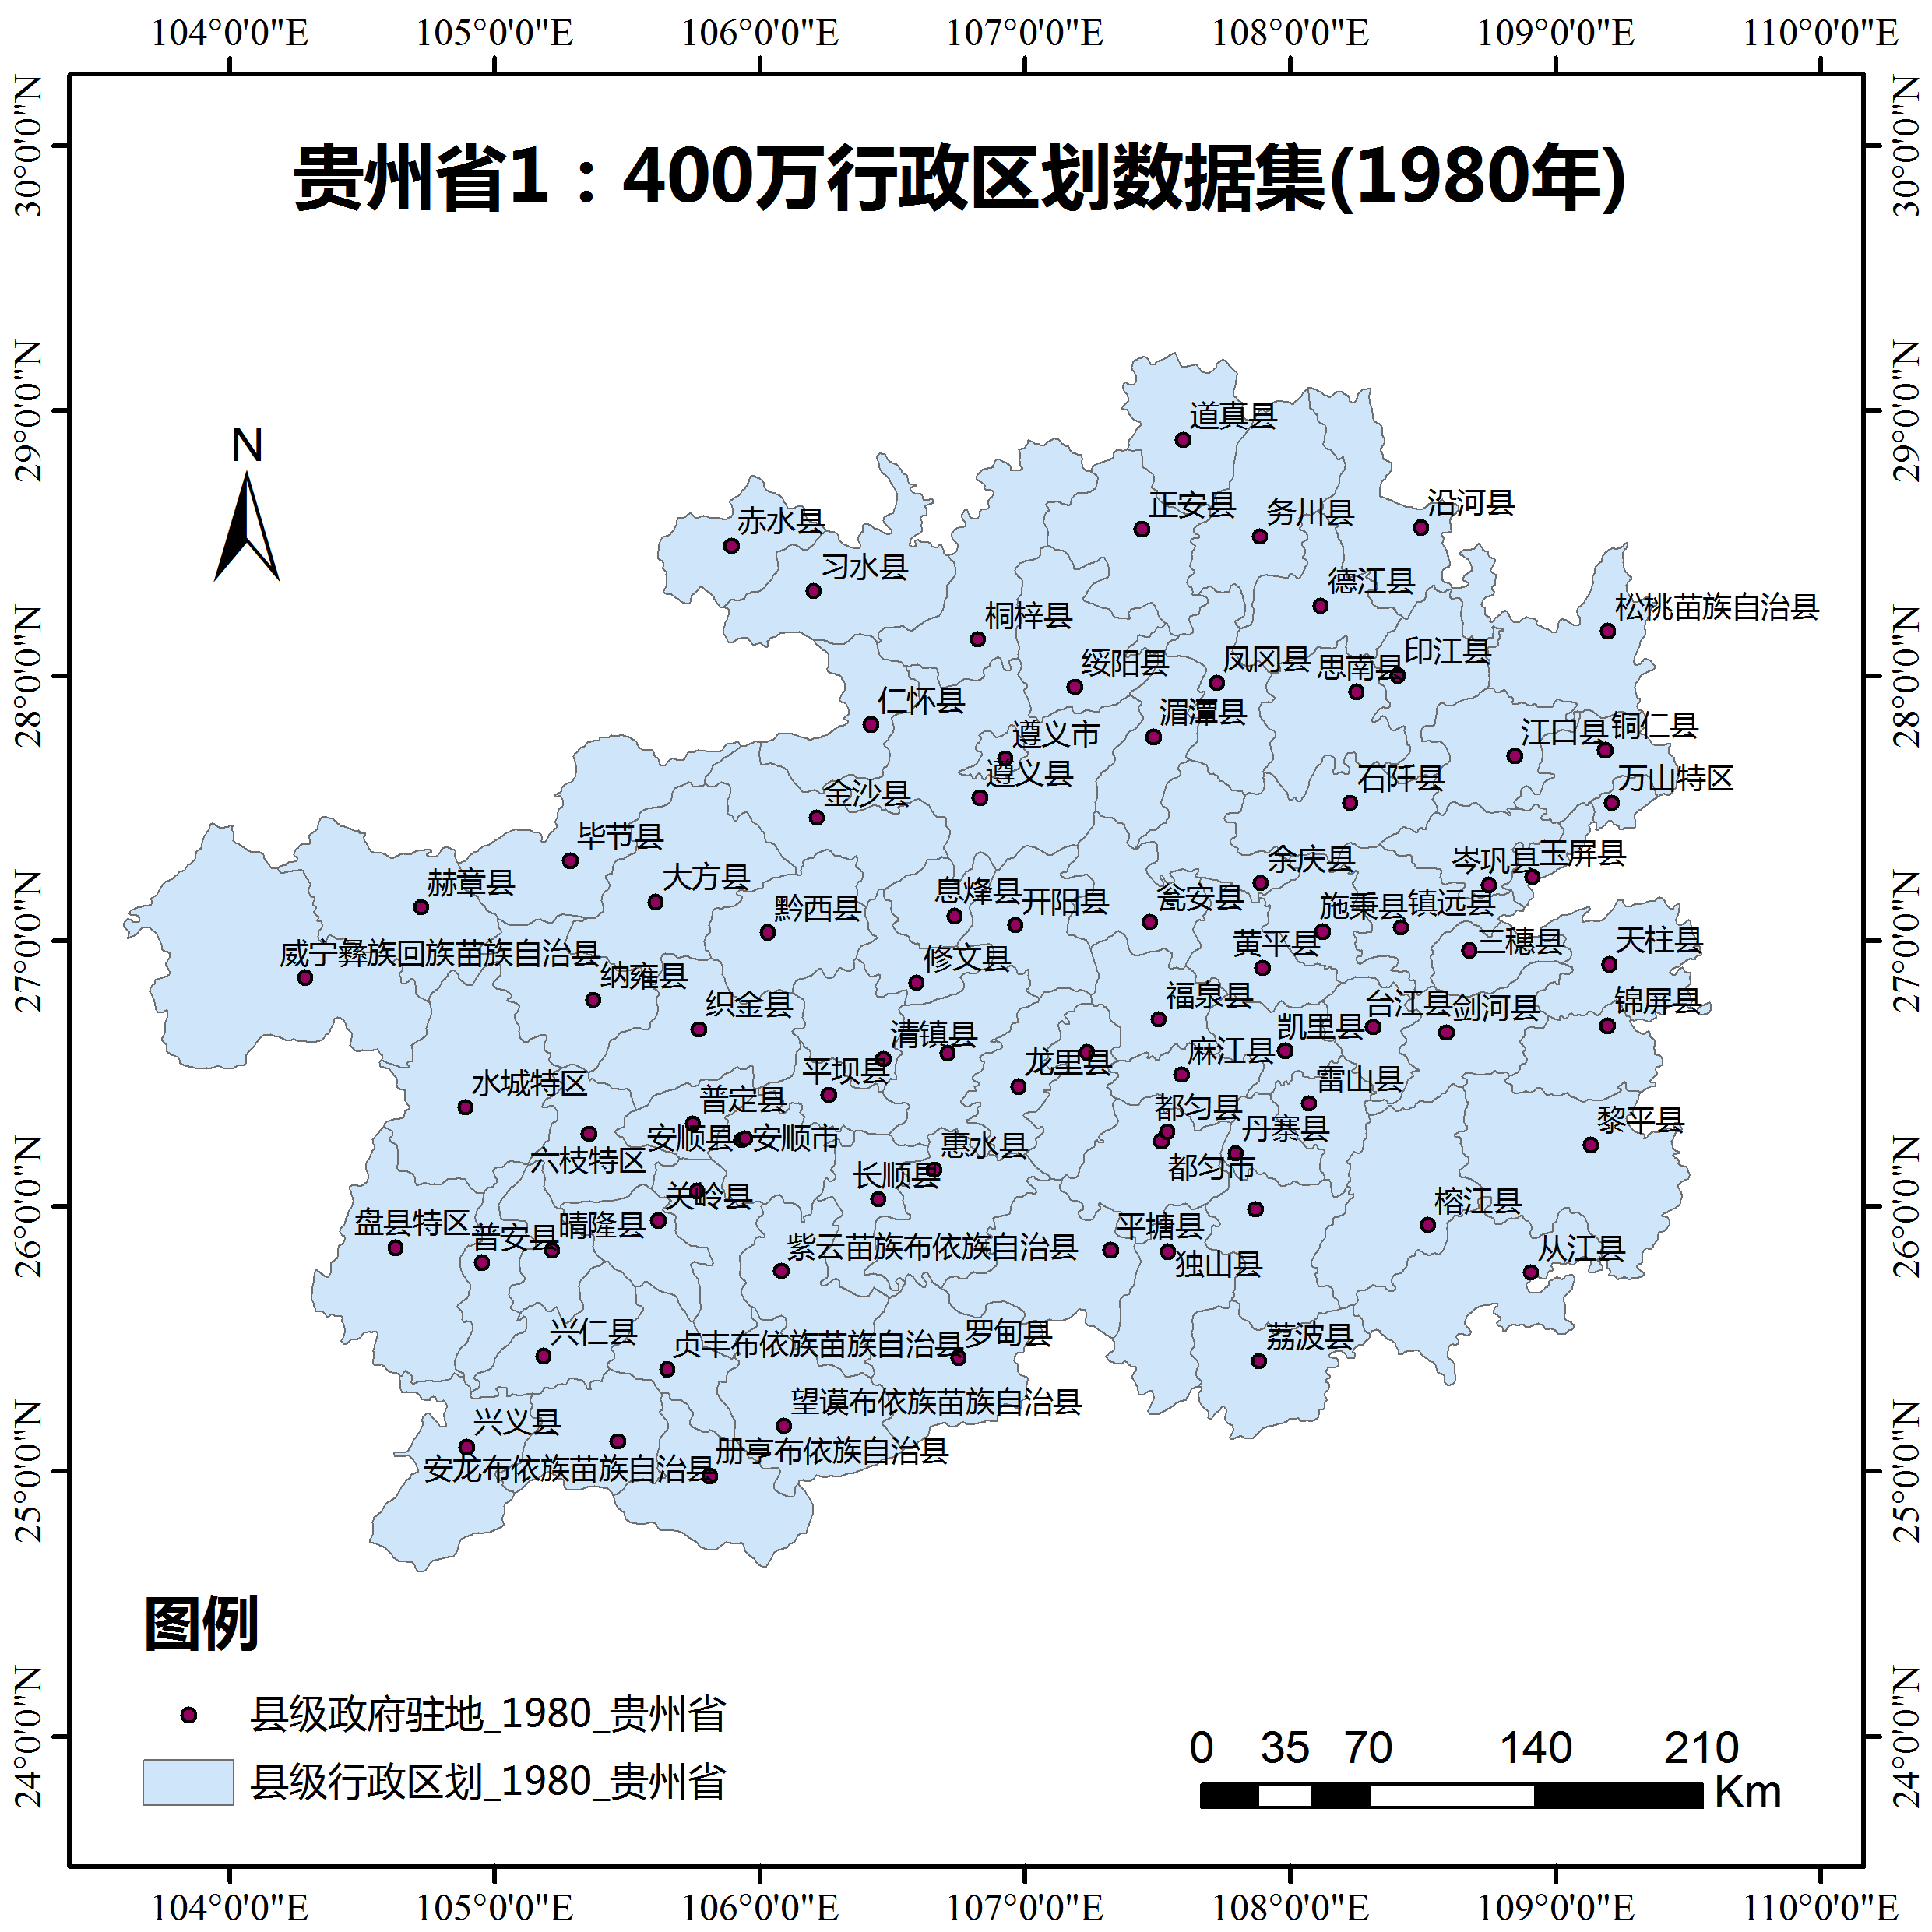 104°0'0"E 105°0'0"E 106°0'0"E 107°0'0"E 108°0'0"E 109°0'0"E 110°0'0"E
30°0'0"N 30°0'0"N
贵州省1：400万行政区划数据集(1980年)
29°0'0"N 29°0'0"N
N
道真县
正安县
务川县
沿河县
赤水县
习水县
德江县
松桃苗族自治县
桐梓县
28°0'0"N 28°0'0"N
绥阳县
凤冈县
思南县
印江县
仁怀县
湄潭县
遵义市
江口县
铜仁县
遵义县
石阡县
万山特区
金沙县
毕节县
余庆县
岑巩县
玉屏县
赫章县
大方县
黔西县
息烽县
开阳县
瓮安县
施秉县
镇远县
27°0'0"N 27°0'0"N
威宁彝族回族苗族自治县
黄平县
三穗县
天柱县
纳雍县
修文县
织金县
福泉县
台江县
剑河县
锦屏县
清镇县
凯里县
平坝县
龙里县
麻江县
水城特区
雷山县
普定县
都匀县
黎平县
安顺县
安顺市
惠水县
丹寨县
六枝特区
长顺县
都匀市
26°0'0"N 26°0'0"N
关岭县
榕江县
盘县特区
普安县
晴隆县
平塘县
紫云苗族布依族自治县
独山县
从江县
兴仁县
贞丰布依族苗族自治县
罗甸县
荔波县
望谟布依族苗族自治县
25°0'0"N 25°0'0"N
兴义县
册亨布依族自治县
安龙布依族苗族自治县
图例
24°0'0"N 24°0'0"N
县级政府驻地_1980_贵州省
县级行政区划_1980_贵州省
0 35 70 140 210
Km
104°0'0"E 105°0'0"E 106°0'0"E 107°0'0"E 108°0'0"E 109°0'0"E 110°0'0"E